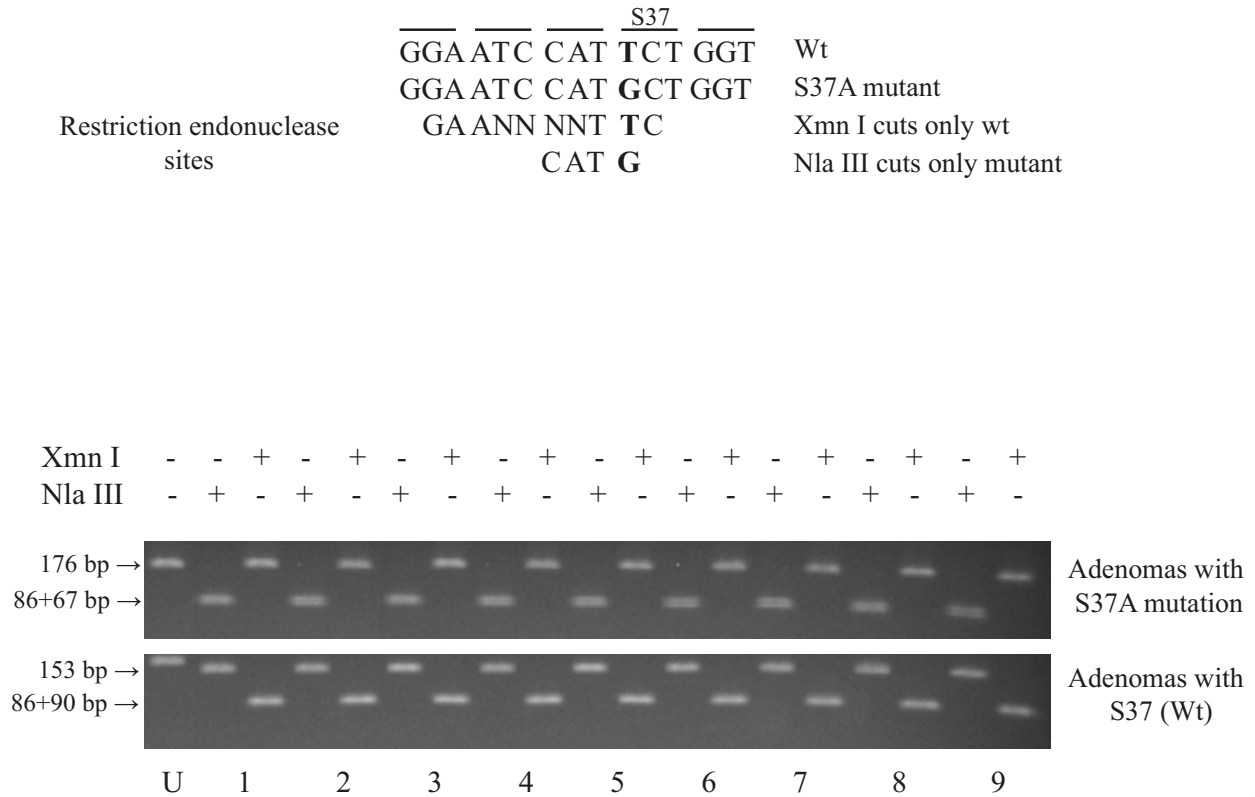 S37
GGA ATC CAT TCT GGT Wt
GGA ATC CAT GCT GGT S37A mutant
Restriction endonuclease sites
GA ANN NNT TC Xmn I cuts only wt
CAT G Nla III cuts only mutant
Xmn I - - + - + - + - + - + - + - + - + - +
Nla III - + - + - + - + - + - + - + - + - + -
176 bp →
86+67 bp →
Adenomas with
S37A mutation
153 bp →
86+90 bp →
Adenomas with
S37 (Wt)
U 1 2 3 4 5 6 7 8 9